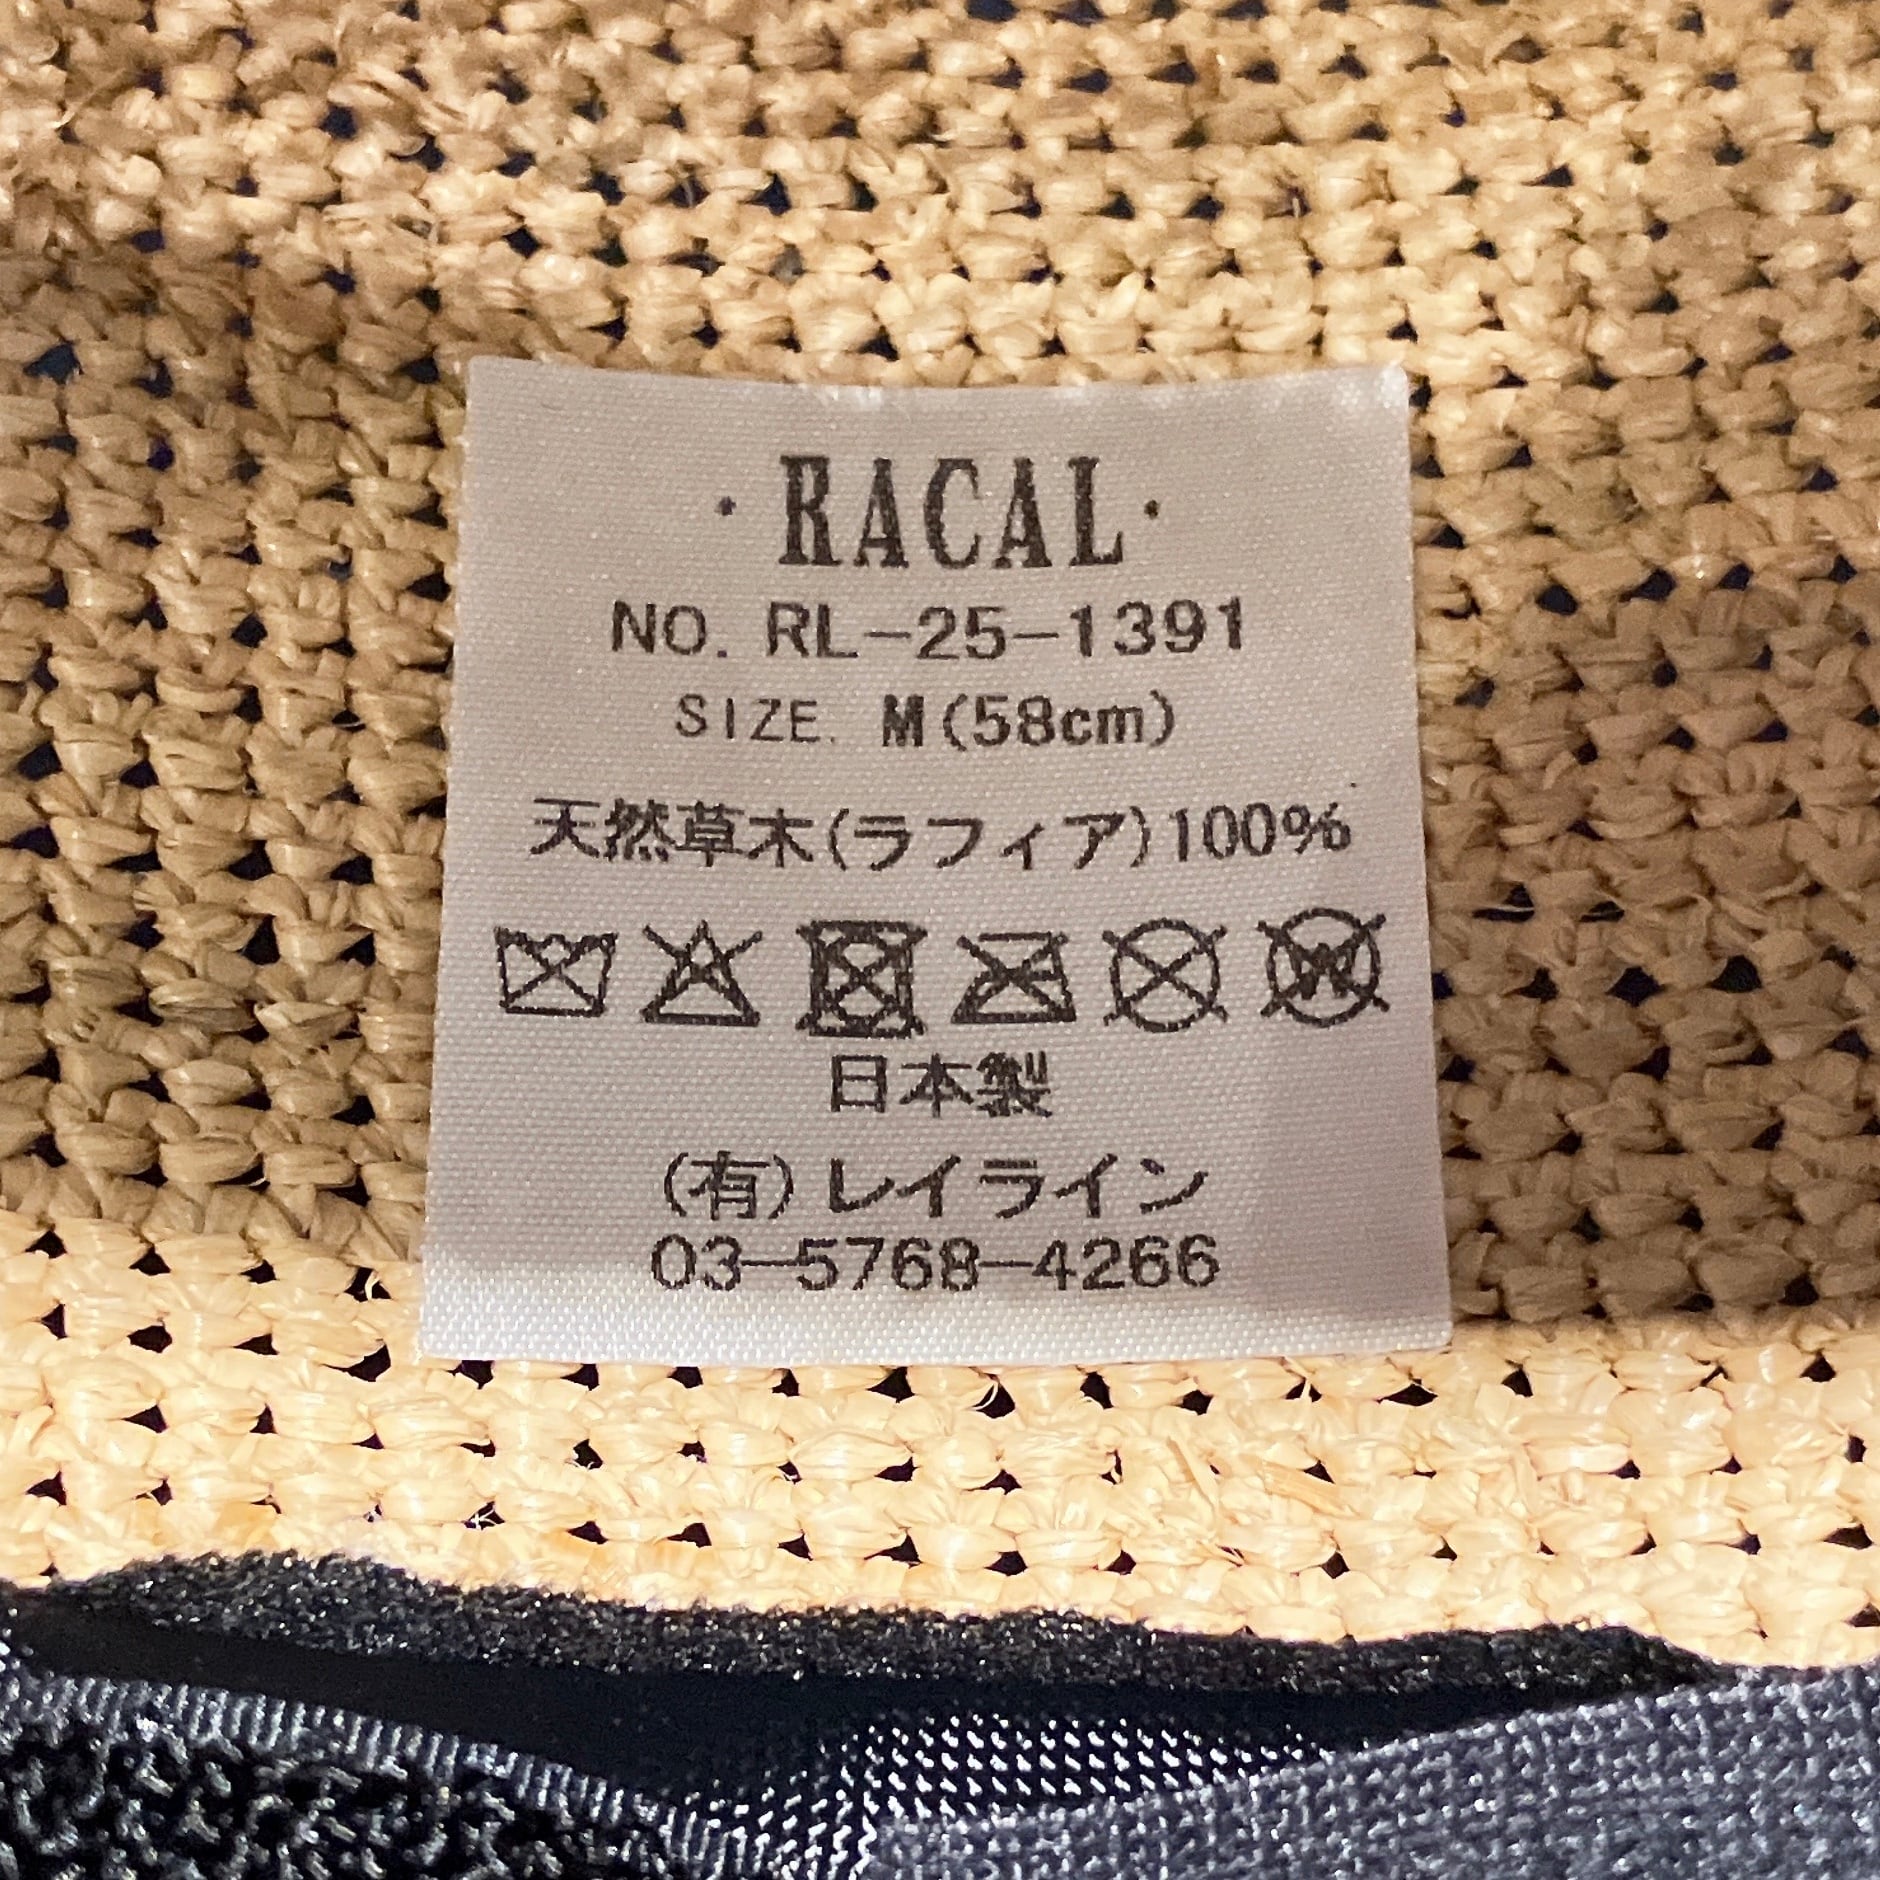 ·RACAL·
NO. RL-25-1391
SIZE. M(58cm)
天然草木(ラフィア)100%
日本製
(有)レイライン
03-5768-4266